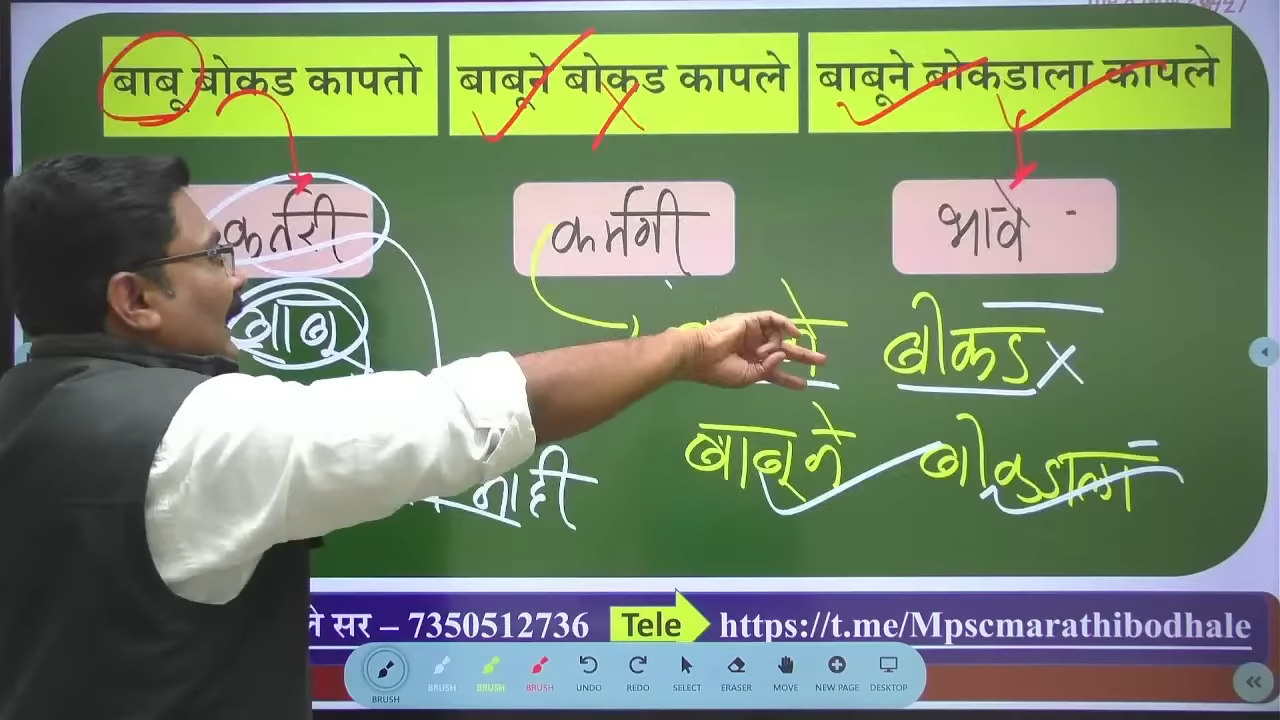 बाबू बोकड कापतो
बाबूने बोकड कापले
बाबूने बोकडाला कापले
कर्तरी
कर्मणी
भावे
बाबू
बोकड
बाबूने बोकडाला
नाही
ले सर – 7350512736
Tele
https://t.me/Mpscmarathibodhale
BRUSH
BRUSH
BRUSH
BRUSH
UNDO
REDO
SELECT
ERASER
MOVE
NEW PAGE
DESKTOP